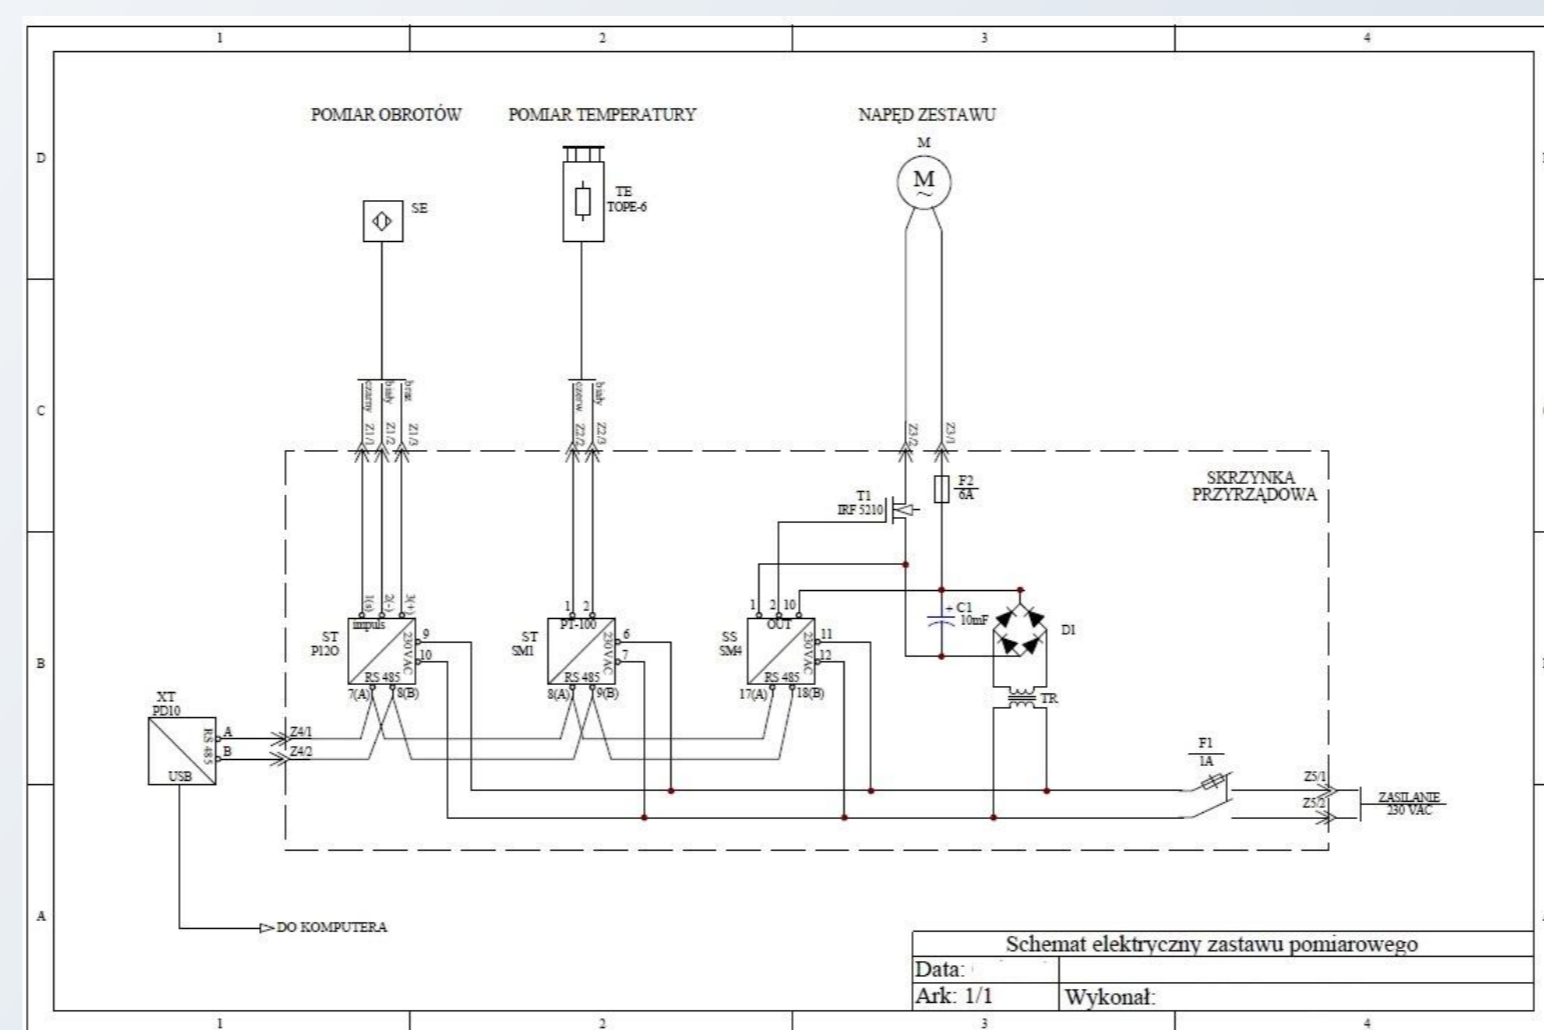 1 2 3 4
POMIAR OBROTÓW POMIAR TEMPERATURY NAPĘD ZESTAWU
M
D
M
~
SE
TE
TOPE-6
C
czarny biały brąz
czerw biały
Z1/1 Z1/2 Z1/3
Z2/2 Z2/3
Z3/2 Z3/1
SKRZYNKA
PRZYRZĄDOWA
F2
6A
T1
IRF 5210
1(s) 2(-) 3(+)
1 2
1 2 10
impuls
PT-100
OUT
+ C1
10mF
D1
ST
P12O
230 VAC
9
10
ST
SM1
230 VAC
6
7
SS
SM4
230 VAC
11
12
B
RS 485
RS 485
RS 485
7(A) 8(B)
8(A) 9(B)
17(A) 18(B)
TR
XT
PD10
RS 485
A
B
USB
Z4/1
Z4/2
F1
1A
Z5/1
Z5/2
ZASILANIE
230 VAC
A
DO KOMPUTERA
Schemat elektryczny zastawu pomiarowego
Data:
Ark: 1/1 Wykonał:
1 2 3 4